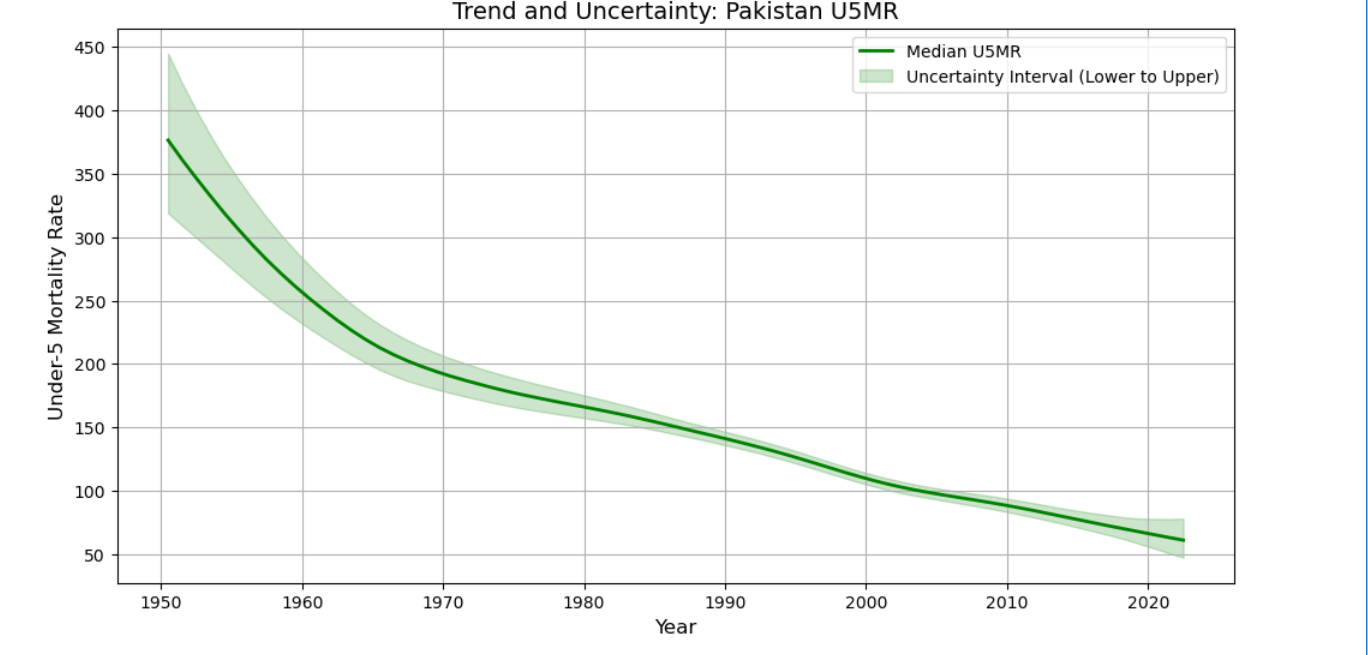 Trend and Uncertainty: Pakistan U5MR
Median U5MR
Uncertainty Interval (Lower to Upper)
Under-5 Mortality Rate
450
400
350
300
250
200
150
100
50
1950 1960 1970 1980 1990 2000 2010 2020
Year